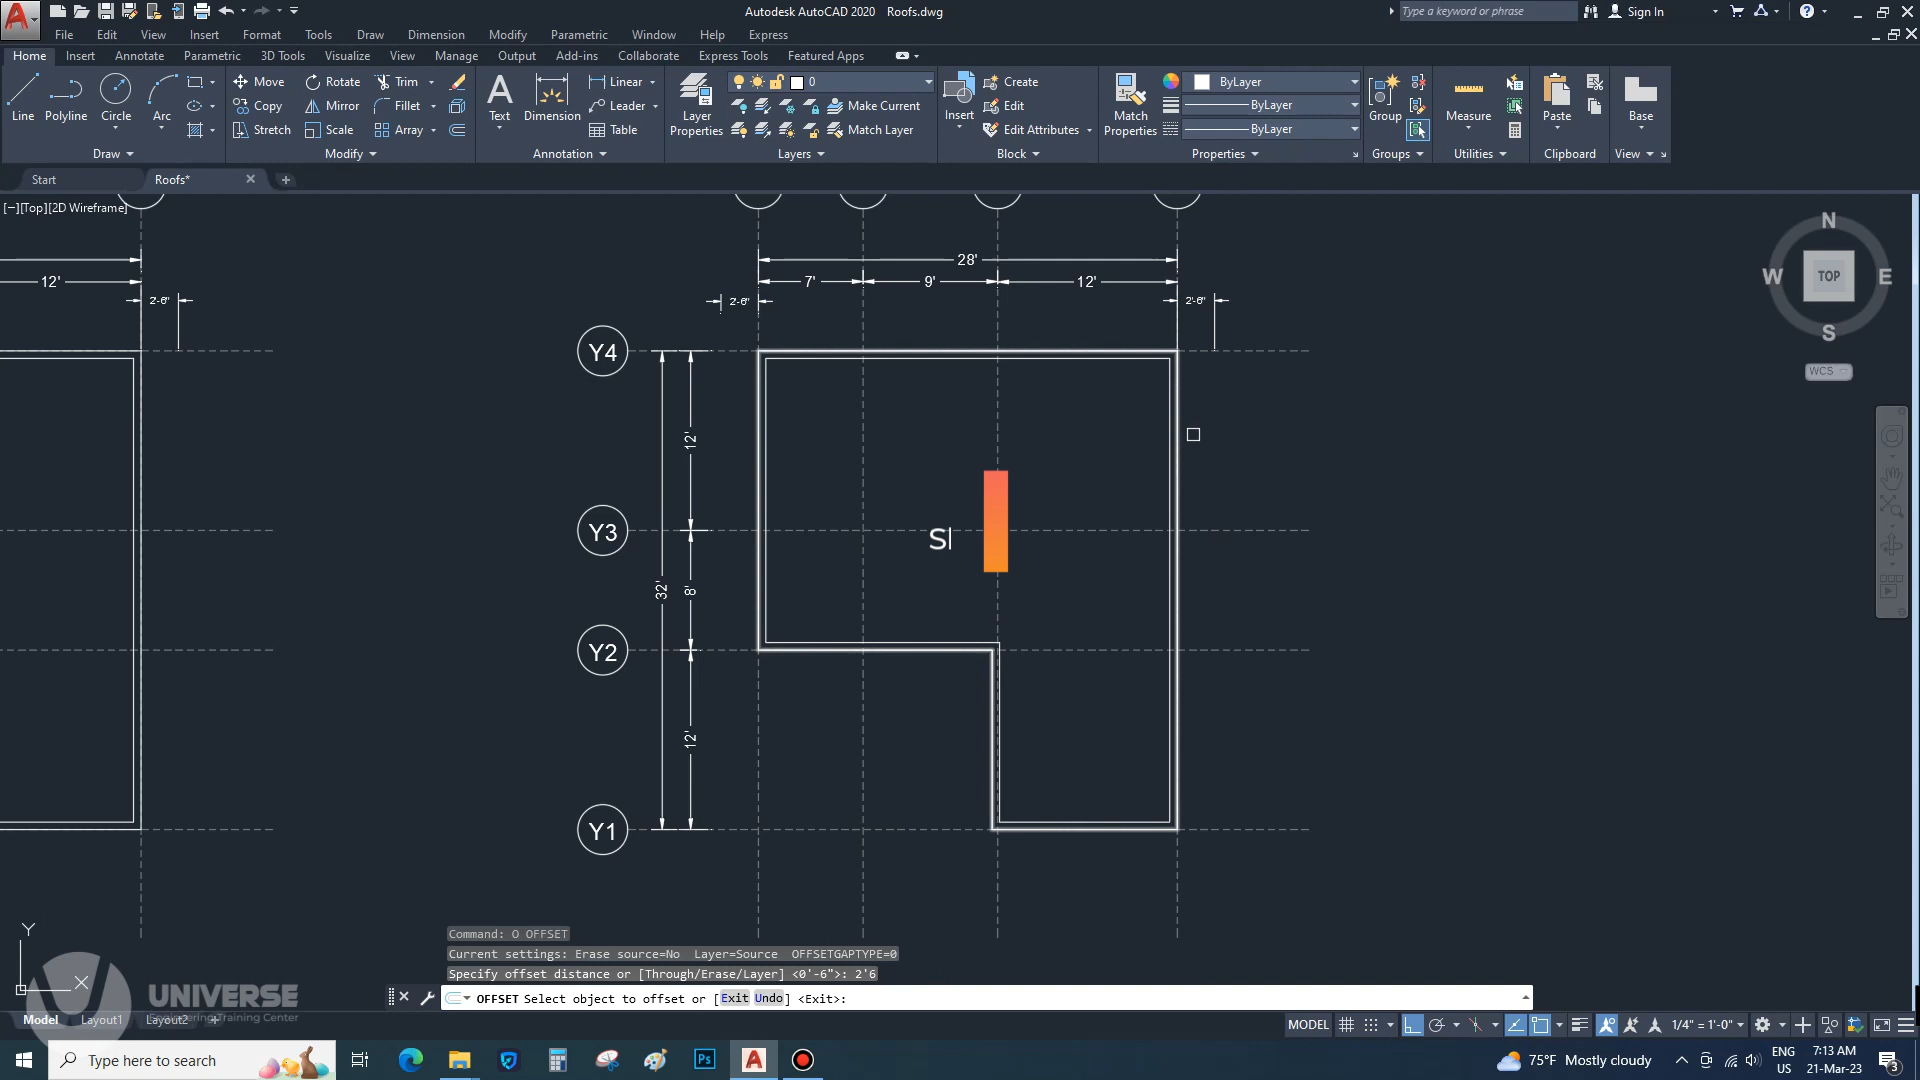 Autodesk AutoCAD 2020 Roofs.dwg
Type a keyword or phrase
Sign In
File Edit View Insert Format Tools Draw Dimension Modify Parametric Window Help Express
Home Insert Annotate Parametric 3D Tools Visualize View Manage Output Add-ins Collaborate Express Tools Featured Apps
Line Polyline Circle Arc
Draw
Move Rotate Trim
Copy Mirror Fillet
Stretch Scale Array
Modify
Text Dimension
Linear
Leader
Table
Annotation
Layer Properties
0
Make Current
Match Layer
Layers
Insert
Create
Edit
Edit Attributes
Block
Match Properties
ByLayer
ByLayer
ByLayer
Properties
Group
Groups
Measure
Utilities
Paste
Clipboard
Base
View
Start
Roofs*
[−][Top][2D Wireframe]
N
W TOP E
S
WCS
28'
12'
7' 9' 12'
2'-6" 2'-6" 2'-6"
Y4
12'
Y3
S
32'
8'
Y2
12'
Y1
Y
X
Command: O OFFSET
Current settings: Erase source=No Layer=Source OFFSETGAPTYPE=0
Specify offset distance or [Through/Erase/Layer] <0'-6">: 2'6
OFFSET Select object to offset or [Exit Undo] <Exit>:
UNIVERSE
Engineering Training Center
Model Layout1 Layout2
MODEL
1/4" = 1'-0"
Type here to search
Ps
75°F Mostly cloudy
ENG
US
7:13 AM
21-Mar-23
3